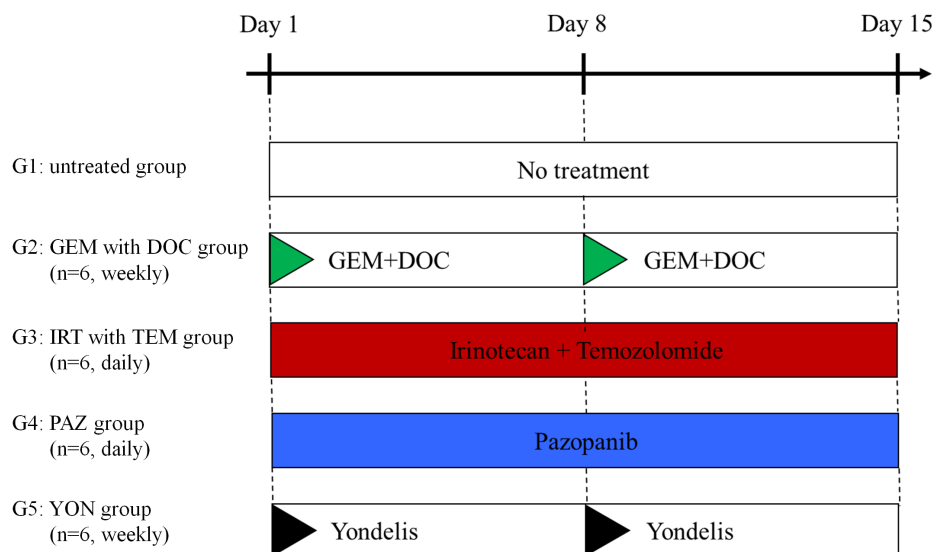 Day 1
Day 8
Day 15
G1: untreated group
No treatment
G2: GEM with DOC group
(n=6, weekly)
GEM+DOC
GEM+DOC
G3: IRT with TEM group
(n=6, daily)
Irinotecan + Temozolomide
G4: PAZ group
(n=6, daily)
Pazopanib
G5: YON group
(n=6, weekly)
Yondelis
Yondelis